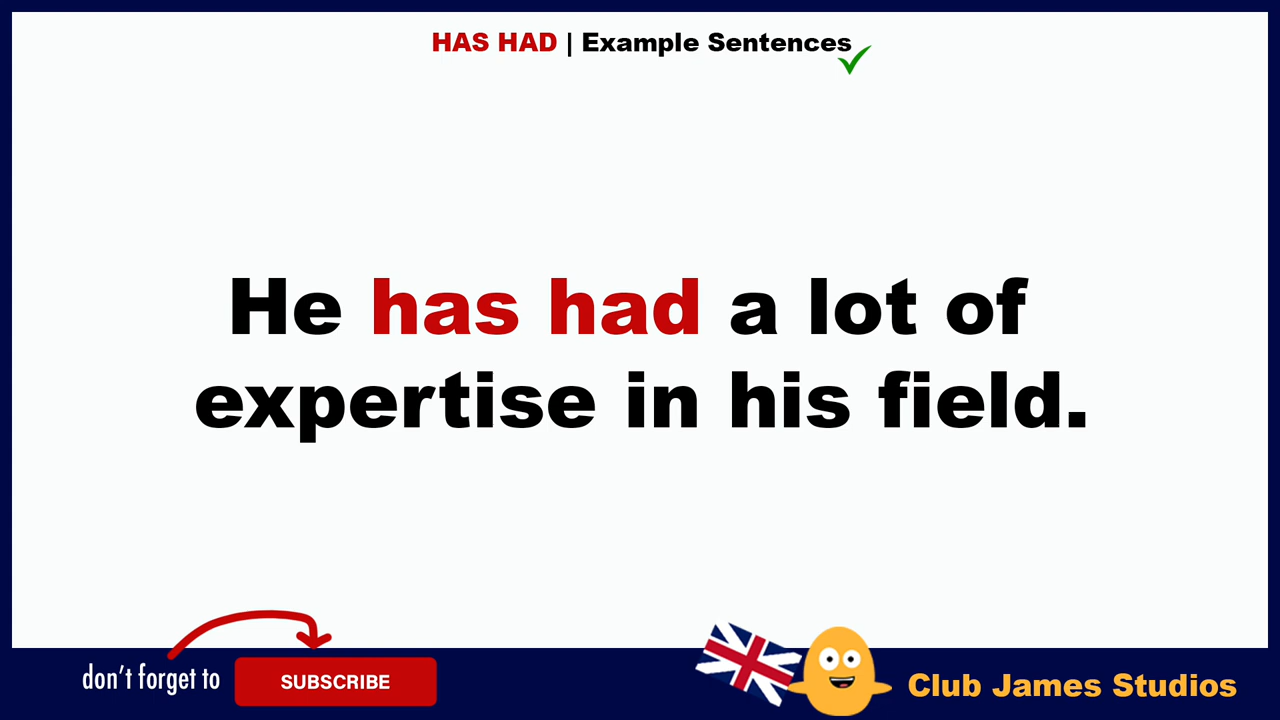 HAS HAD | Example Sentences
He has had a lot of
expertise in his field.
don't forget to
SUBSCRIBE
Club James Studios